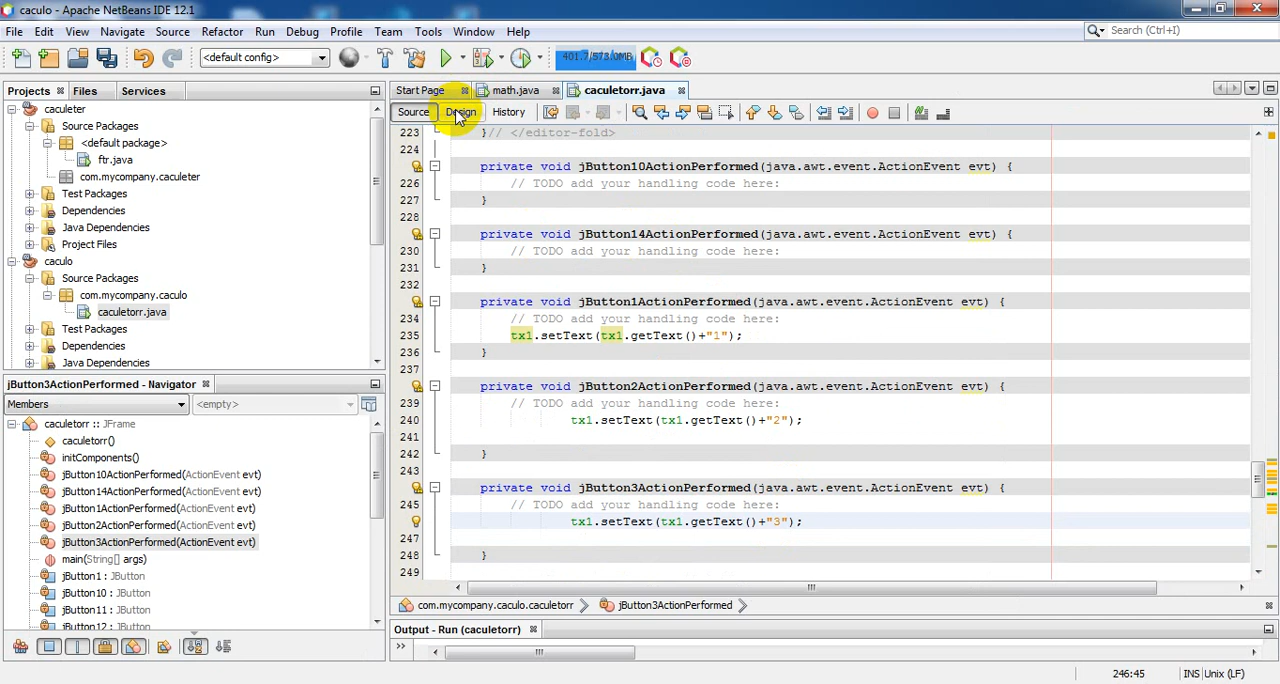 caculo - Apache NetBeans IDE 12.1
File Edit View Navigate Source Refactor Run Debug Profile Team Tools Window Help
Search (Ctrl+I)
<default config>
401.7/573.0MB
Projects Files Services
Start Page math.java caculetorr.java
Source Design History
caculeter
Source Packages
<default package>
ftr.java
com.mycompany.caculeter
Test Packages
Dependencies
Java Dependencies
Project Files
caculo
Source Packages
com.mycompany.caculo
caculetorr.java
Test Packages
Dependencies
Java Dependencies
jButton3ActionPerformed - Navigator
Members <empty>
caculetorr :: JFrame
caculetorr()
initComponents()
jButton10ActionPerformed(ActionEvent evt)
jButton14ActionPerformed(ActionEvent evt)
jButton1ActionPerformed(ActionEvent evt)
jButton2ActionPerformed(ActionEvent evt)
jButton3ActionPerformed(ActionEvent evt)
main(String[] args)
jButton1 : JButton
jButton10 : JButton
jButton11 : JButton
jButton12 : JButton
223 }// </editor-fold>
224
private void jButton10ActionPerformed(java.awt.event.ActionEvent evt) {
226 // TODO add your handling code here:
227 }
228
private void jButton14ActionPerformed(java.awt.event.ActionEvent evt) {
230 // TODO add your handling code here:
231 }
232
private void jButton1ActionPerformed(java.awt.event.ActionEvent evt) {
234 // TODO add your handling code here:
235 tx1.setText(tx1.getText()+"1");
236 }
237
private void jButton2ActionPerformed(java.awt.event.ActionEvent evt) {
239 // TODO add your handling code here:
240 tx1.setText(tx1.getText()+"2");
241
242 }
243
private void jButton3ActionPerformed(java.awt.event.ActionEvent evt) {
245 // TODO add your handling code here:
tx1.setText(tx1.getText()+"3");
247
248 }
249
com.mycompany.caculo.caculetorr jButton3ActionPerformed
Output - Run (caculetorr)
246:45 INS Unix (LF)